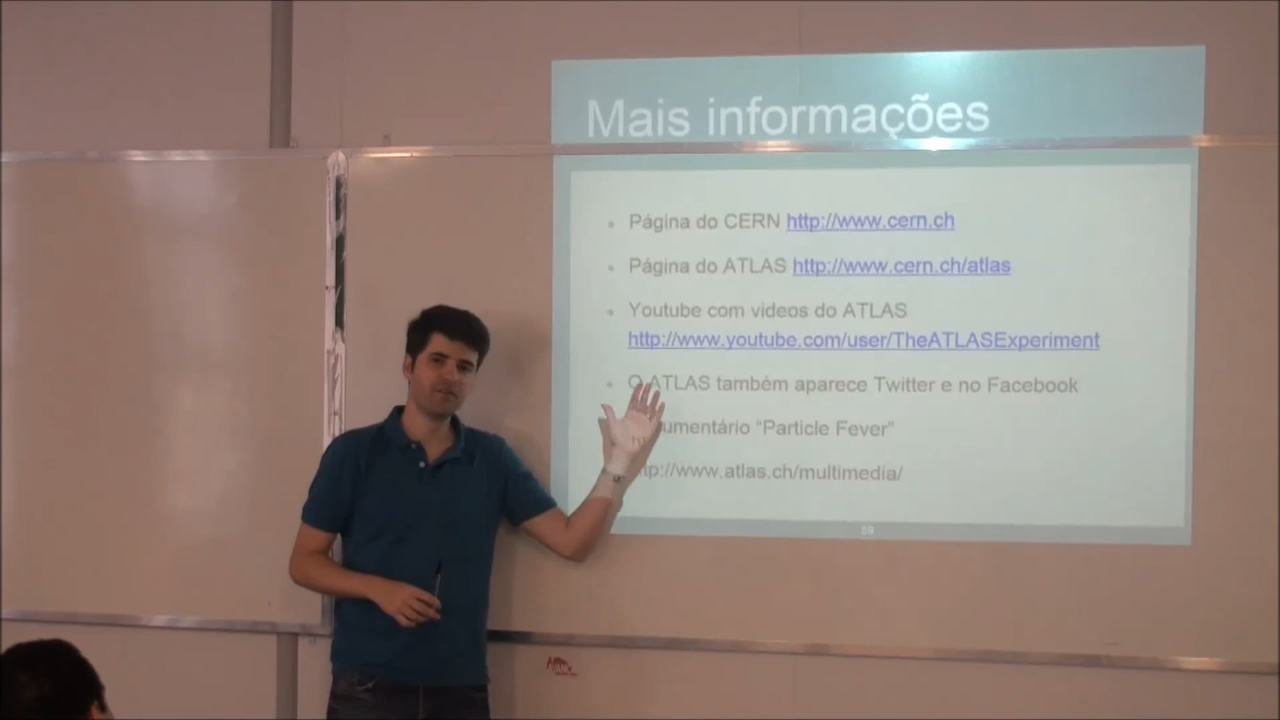 Mais informações
Página do CERN http://www.cern.ch
Página do ATLAS http://www.cern.ch/atlas
Youtube com videos do ATLAS
http://www.youtube.com/user/TheATLASExperiment
O ATLAS também aparece Twitter e no Facebook
umentário “Particle Fever”
tp://www.atlas.ch/multimedia/
59